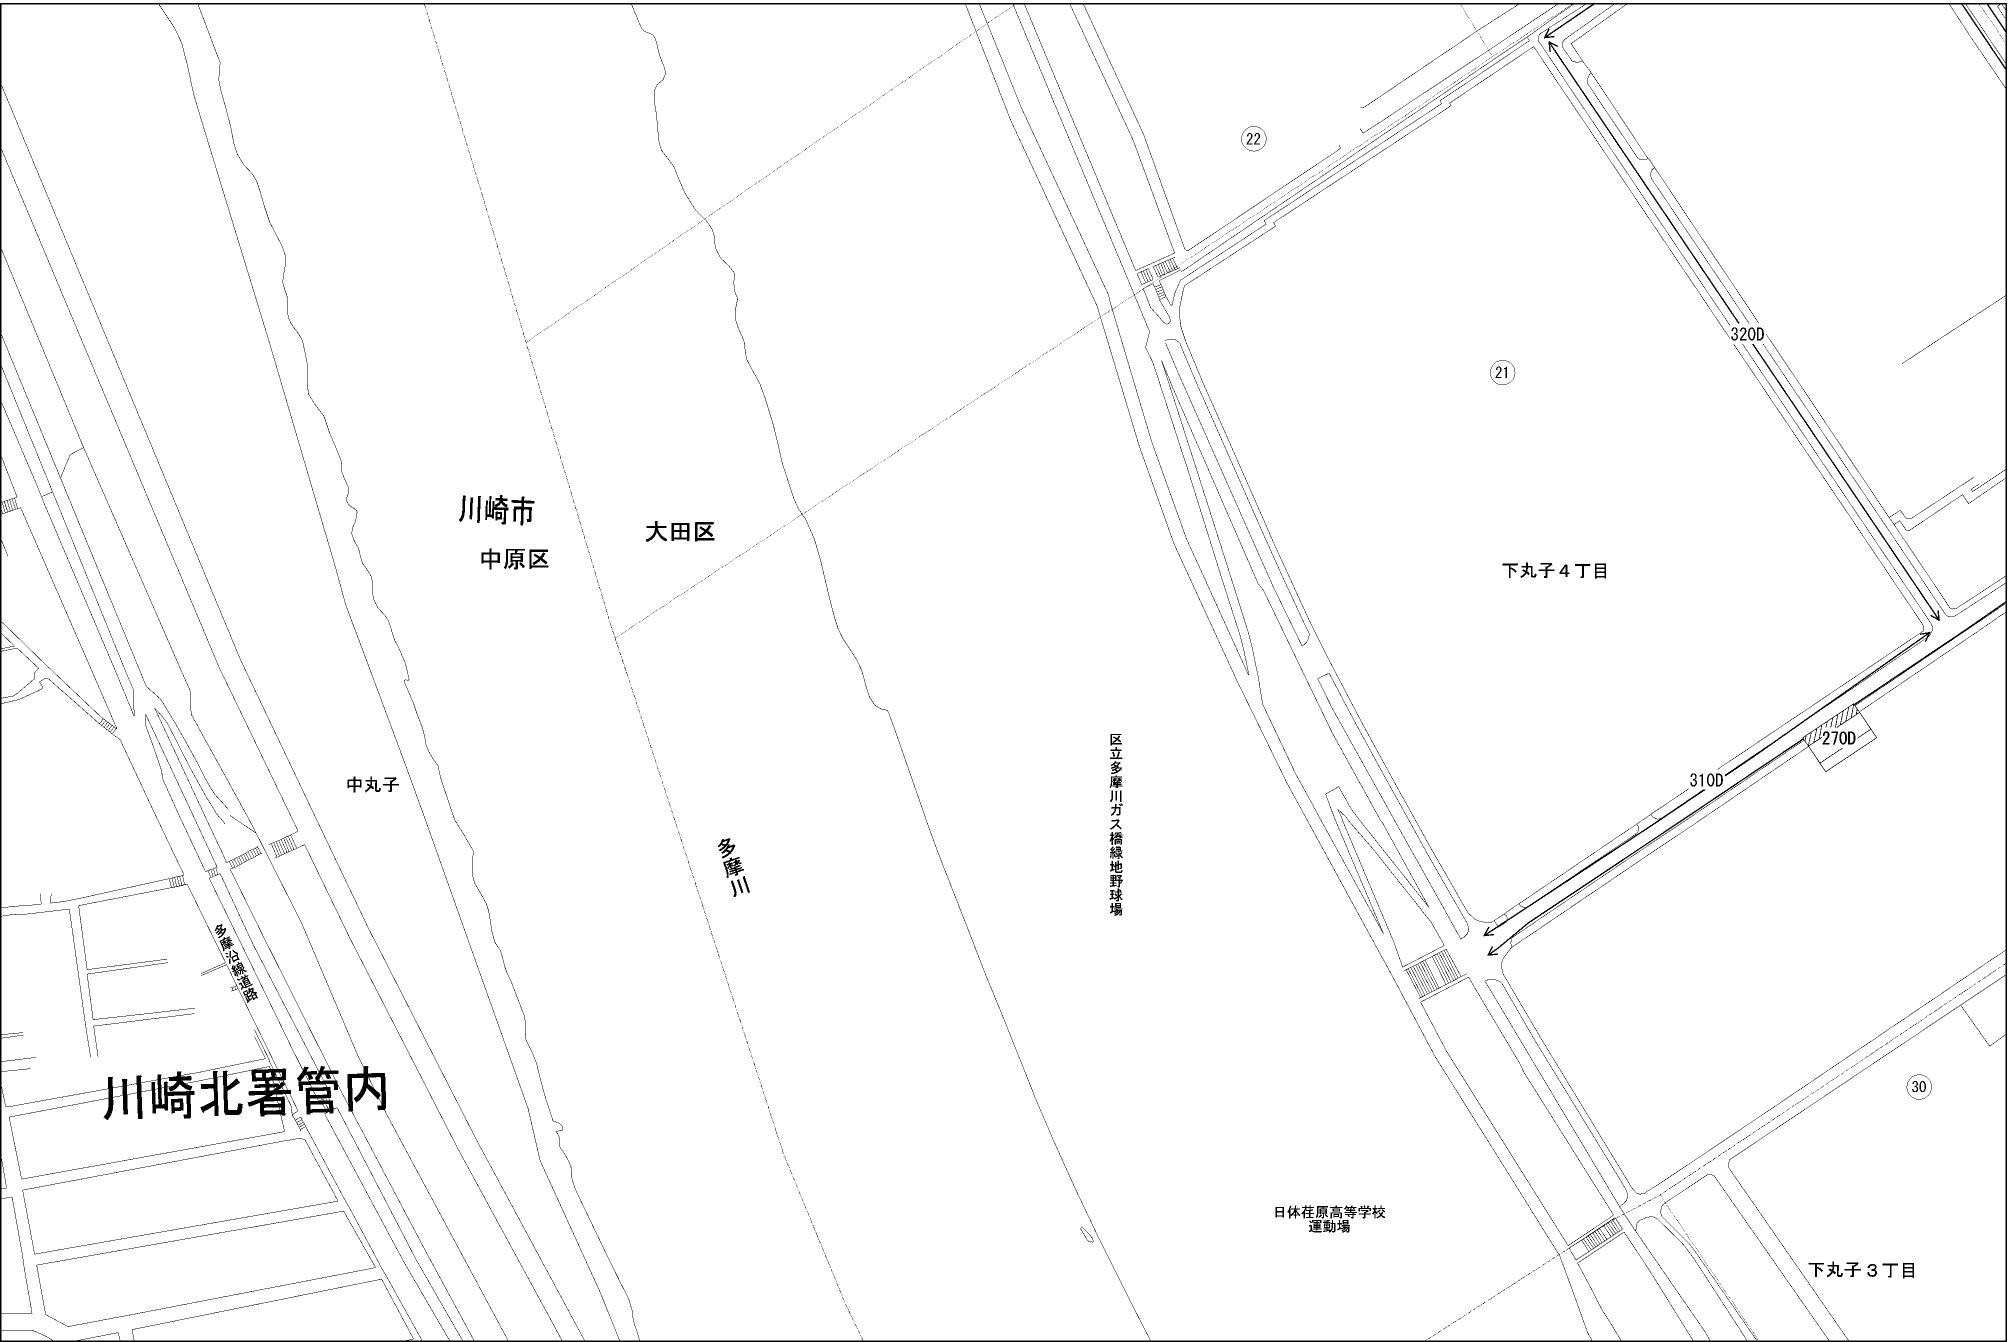 22
320D
21
川崎市
中原区
大田区
下丸子４丁目
270D
310D
中丸子
区立多摩川ガス橋緑地野球場
多摩川
多摩沿線道路
川崎北署管内
30
日体荏原高等学校
運動場
下丸子３丁目